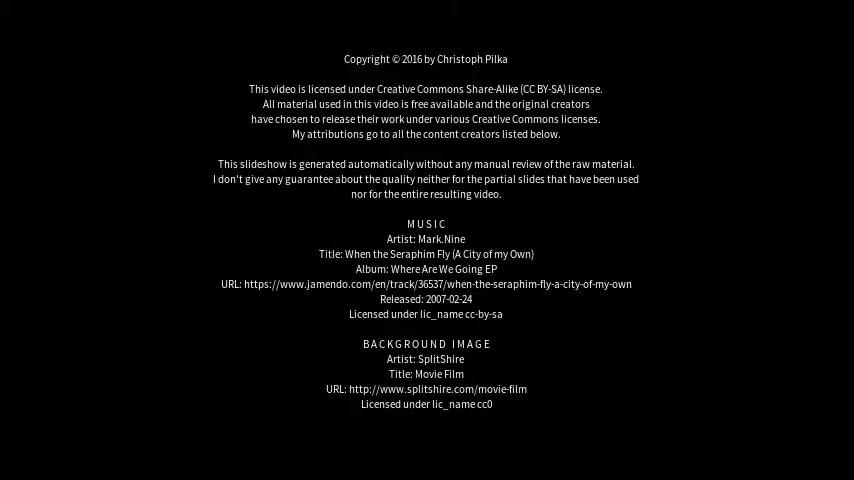 Copyright © 2016 by Christoph Pilka
This video is licensed under Creative Commons Share-Alike (CC BY-SA) license.
All material used in this video is free available and the original creators
have chosen to release their work under various Creative Commons licenses.
My attributions go to all the content creators listed below.
This slideshow is generated automatically without any manual review of the raw material.
I don't give any guarantee about the quality neither for the partial slides that have been used
nor for the entire resulting video.
MUSIC
Artist: Mark.Nine
Title: When the Seraphim Fly (A City of my Own)
Album: Where Are We Going EP
URL: https://www.jamendo.com/en/track/36537/when-the-seraphim-fly-a-city-of-my-own
Released: 2007-02-24
Licensed under lic_name cc-by-sa
BACKGROUND IMAGE
Artist: SplitShire
Title: Movie Film
URL: http://www.splitshire.com/movie-film
Licensed under lic_name cc0